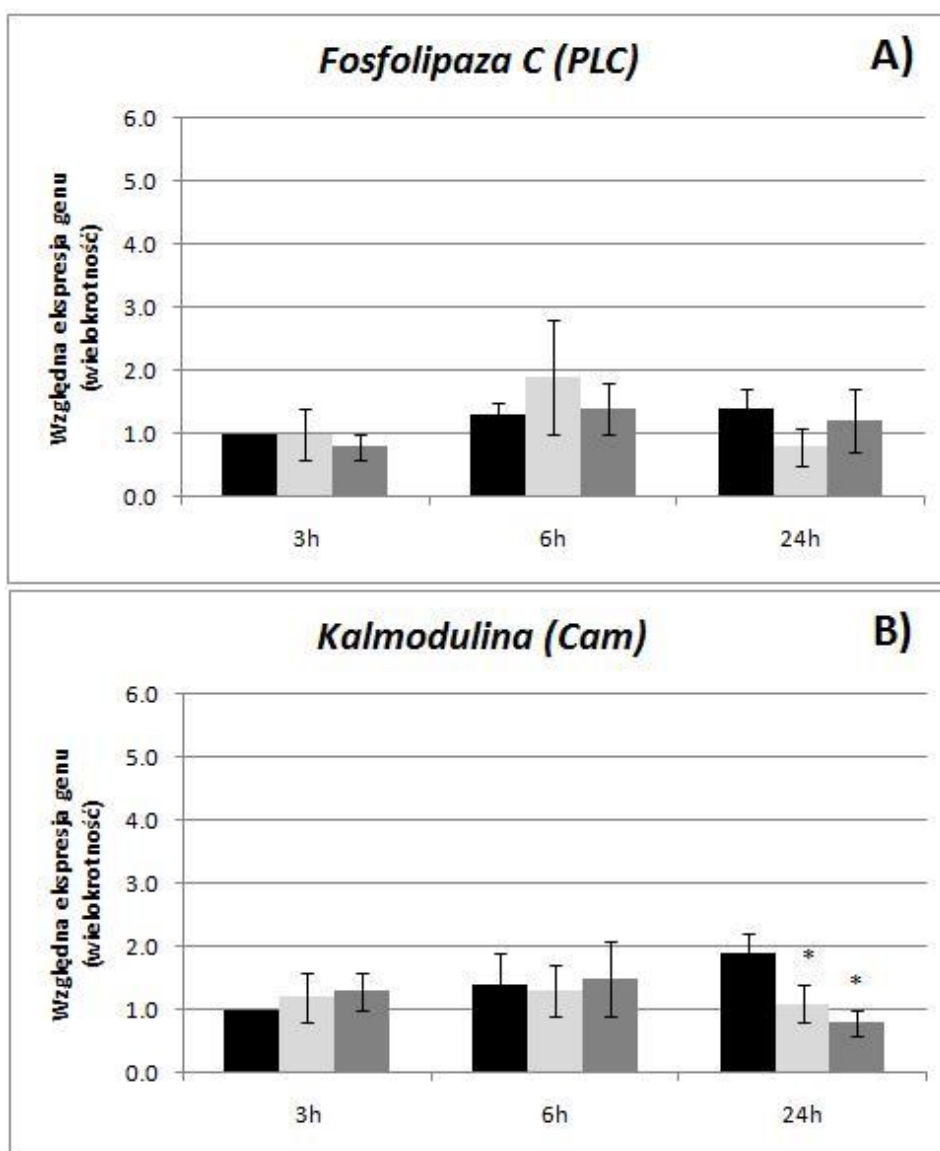 Fosfolipaza C (PLC)
A)
Względna ekspresja genu
(wielokrotność)
6.0
5.0
4.0
3.0
2.0
1.0
0.0
3h
6h
24h
Kalmodulina (Cam)
B)
Względna ekspresja genu
(wielokrotność)
6.0
5.0
4.0
3.0
2.0
1.0
0.0
*
*
3h
6h
24h